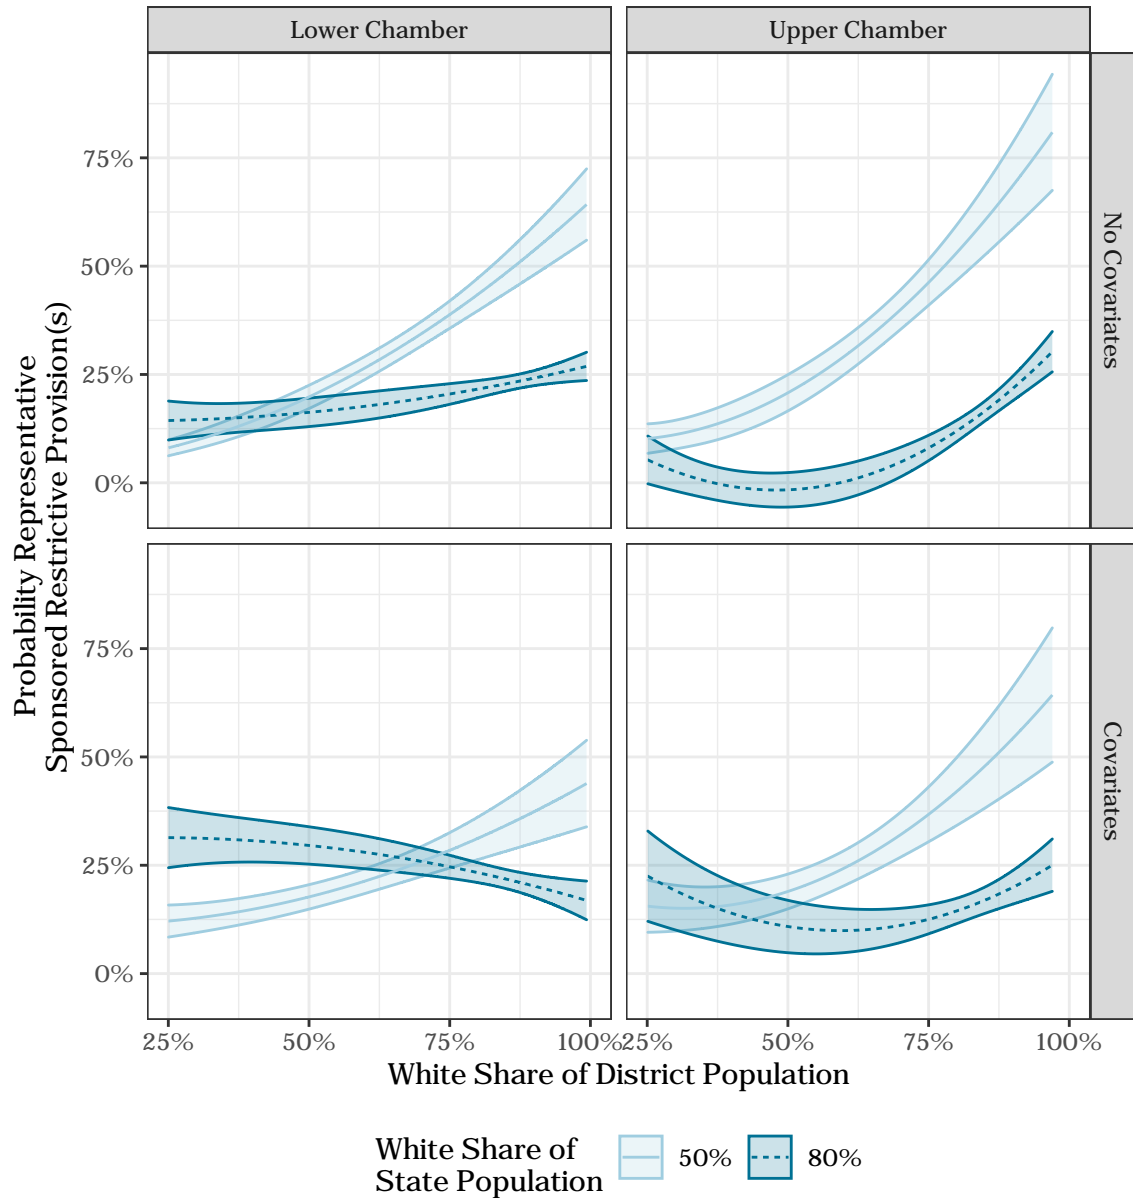 Lower Chamber
Upper Chamber
Probability Representative
Sponsored Restrictive Provision(s)
75%
50%
25%
0%
No Covariates
75%
50%
25%
0%
Covariates
25%
50%
75%
100%
25%
50%
75%
100%
White Share of District Population
White Share of
State Population
50%
80%